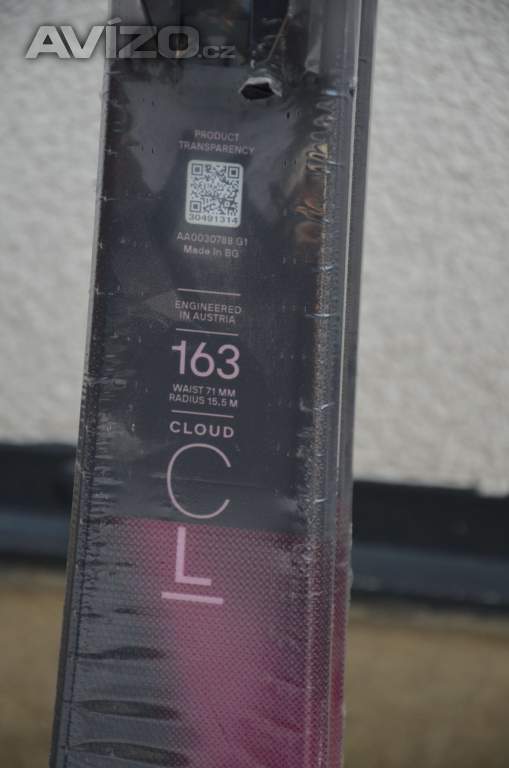 AVÍZO.cz
PRODUCT
TRANSPARENCY
30491314
AA0030788 G1
Made in BG
ENGINEERED
IN AUSTRIA
163
WAIST 71 MM
RADIUS 15,5 M
CLOUD
C
L